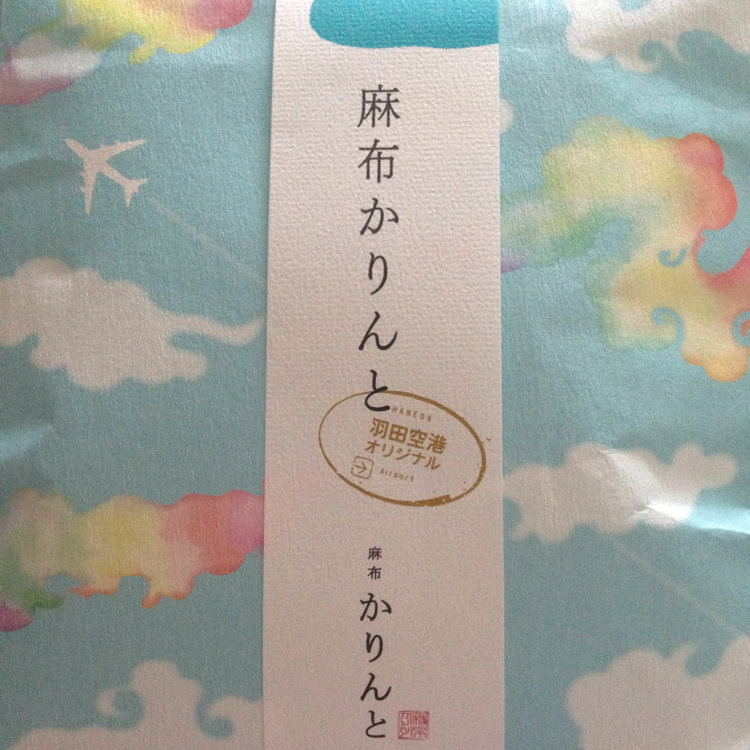 麻布かりんと
HANEDA
羽田空港
オリジナル
Airport
麻布
かりんと